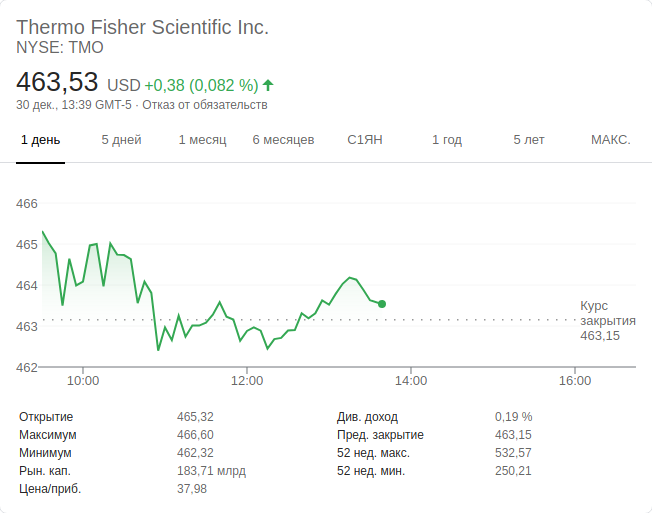 Thermo Fisher Scientific Inc.
NYSE: TMO
463,53 USD +0,38 (0,082 %)
30 дек., 13:39 GMT-5 · Отказ от обязательств
1 день 5 дней 1 месяц 6 месяцев С1ЯН 1 год 5 лет МАКС.
466
465
464
463
462
Курс
закрытия
463,15
10:00 12:00 14:00 16:00
Открытие 465,32 Див. доход 0,19 %
Максимум 466,60 Пред. закрытие 463,15
Минимум 462,32 52 нед. макс. 532,57
Рын. кап. 183,71 млрд 52 нед. мин. 250,21
Цена/приб. 37,98